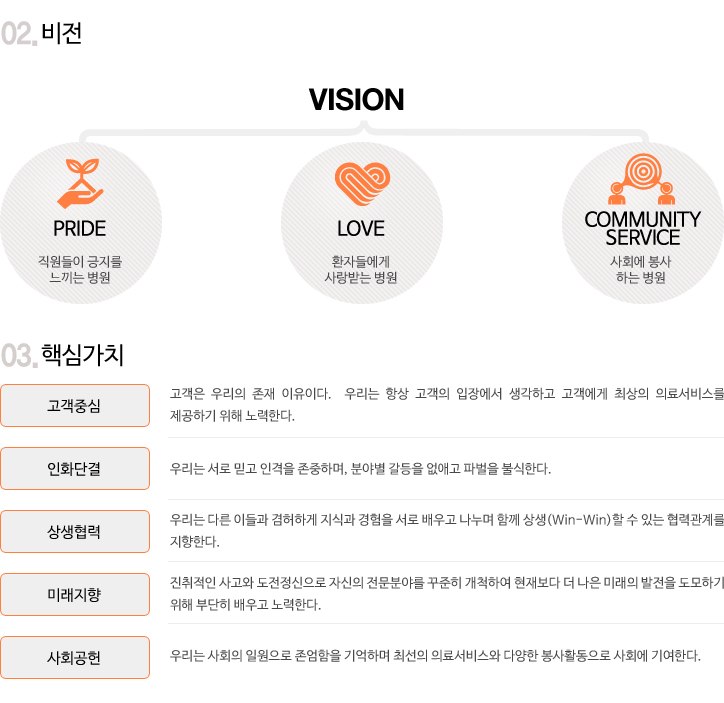 02. 비전
VISION
PRIDE
직원들이 긍지를
느끼는 병원
LOVE
환자들에게
사랑받는 병원
COMMUNITY
SERVICE
사회에 봉사
하는 병원
03. 핵심가치
고객중심
고객은 우리의 존재 이유이다. 우리는 항상 고객의 입장에서 생각하고 고객에게 최상의 의료서비스를
제공하기 위해 노력한다.
인화단결
우리는 서로 믿고 인격을 존중하며, 분야별 갈등을 없애고 파벌을 불식한다.
상생협력
우리는 다른 이들과 겸허하게 지식과 경험을 서로 배우고 나누며 함께 상생(Win-Win)할 수 있는 협력관계를
지향한다.
미래지향
진취적인 사고와 도전정신으로 자신의 전문분야를 꾸준히 개척하여 현재보다 더 나은 미래의 발전을 도모하기
위해 부단히 배우고 노력한다.
사회공헌
우리는 사회의 일원으로 존엄함을 기억하며 최선의 의료서비스와 다양한 봉사활동으로 사회에 기여한다.